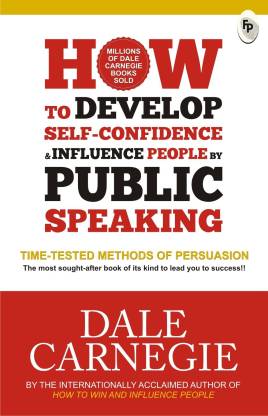 FP
HOW
MILLIONS
OF DALE
CARNEGIE
BOOKS
SOLD
TO DEVELOP
SELF-CONFIDENCE
& INFLUENCE PEOPLE BY
PUBLIC
SPEAKING
TIME-TESTED METHODS OF PERSUASION
The most sought-after book of its kind to lead you to success!!
DALE
CARNEGIE
BY THE INTERNATIONALLY ACCLAIMED AUTHOR OF
HOW TO WIN AND INFLUENCE PEOPLE